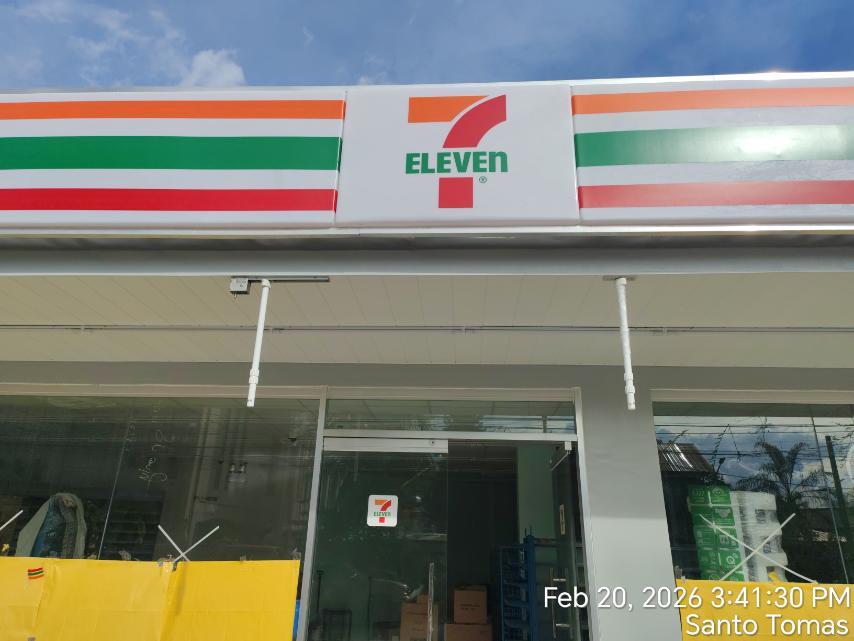 7
ELEVEn
®
7
ELEVEn
Feb 20, 2026 3:41:30 PM
Santo Tomas